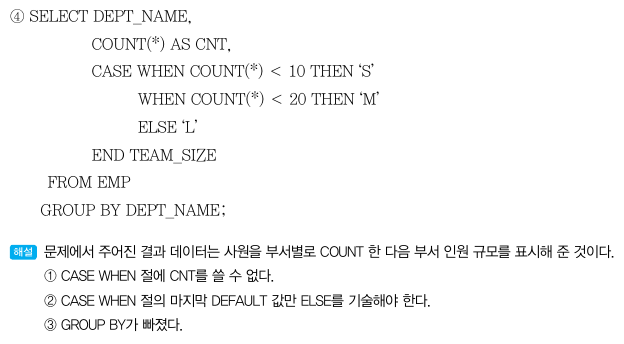 ④ SELECT DEPT_NAME,
COUNT(*) AS CNT,
CASE WHEN COUNT(*) < 10 THEN ‘S’
WHEN COUNT(*) < 20 THEN ‘M’
ELSE ‘L’
END TEAM_SIZE
FROM EMP
GROUP BY DEPT_NAME;
해설 문제에서 주어진 결과 데이터는 사원을 부서별로 COUNT 한 다음 부서 인원 규모를 표시해 준 것이다.
① CASE WHEN 절에 CNT를 쓸 수 없다.
② CASE WHEN 절의 마지막 DEFAULT 값만 ELSE를 기술해야 한다.
③ GROUP BY가 빠졌다.